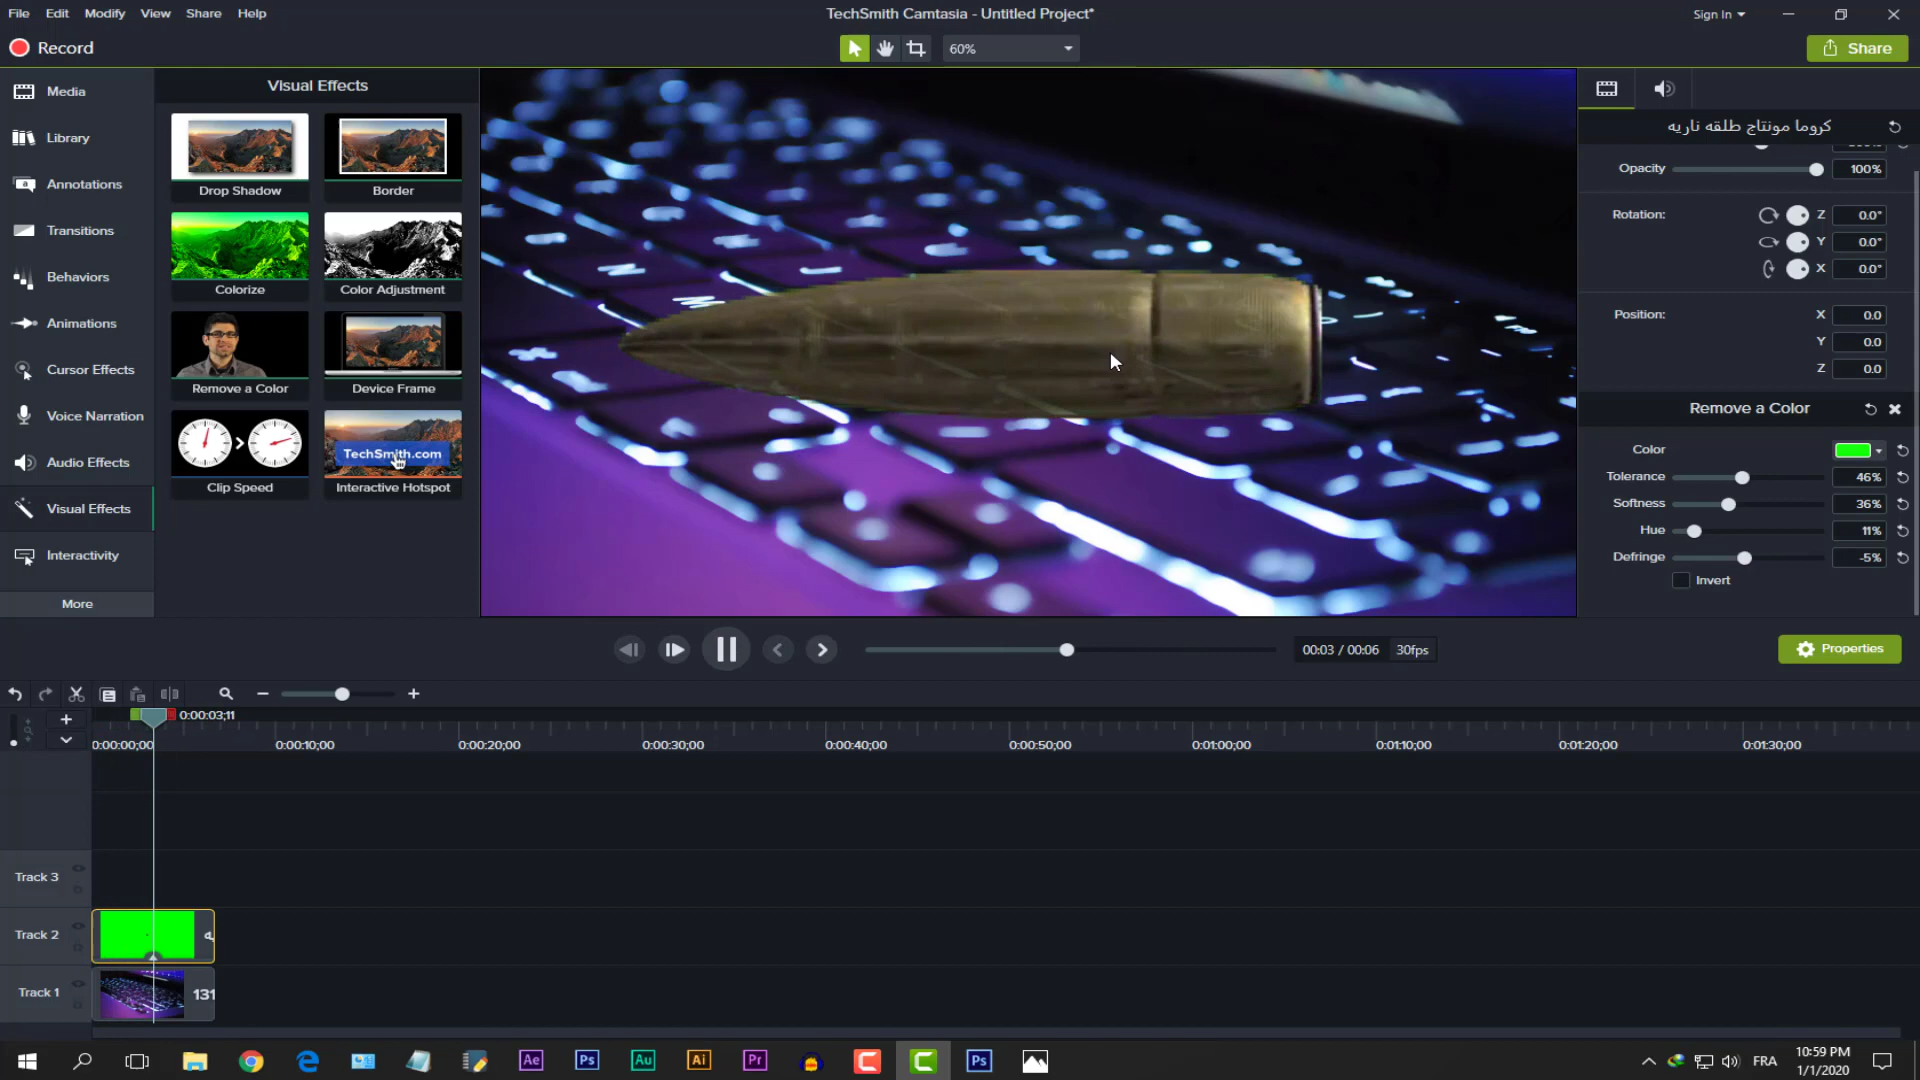 File Edit Modify View Share Help
TechSmith Camtasia - Untitled Project*
Sign In
Record
60%
Share
Media
Library
Annotations
Transitions
Behaviors
Animations
Cursor Effects
Voice Narration
Audio Effects
Visual Effects
Interactivity
More
Visual Effects
Drop Shadow
Border
Colorize
Color Adjustment
Remove a Color
Device Frame
TechSmith.com
Clip Speed
Interactive Hotspot
كروما مونتاج طلقه ناريه
Opacity 100%
Rotation: Z 0.0°
Y 0.0°
X 0.0°
Position: X 0.0
Y 0.0
Z 0.0
Remove a Color
Color
Tolerance 46%
Softness 36%
Hue 11%
Defringe -5%
Invert
00:03 / 00:06 30fps
Properties
0:00:03;11
0:00:00;00 0:00:10;00 0:00:20;00 0:00:30;00 0:00:40;00 0:00:50;00 0:01:00;00 0:01:10;00 0:01:20;00 0:01:30;00
Track 3
Track 2
Track 1 131
Ae Ps Au Ai Pr Ps
FRA
10:59 PM
1/1/2020